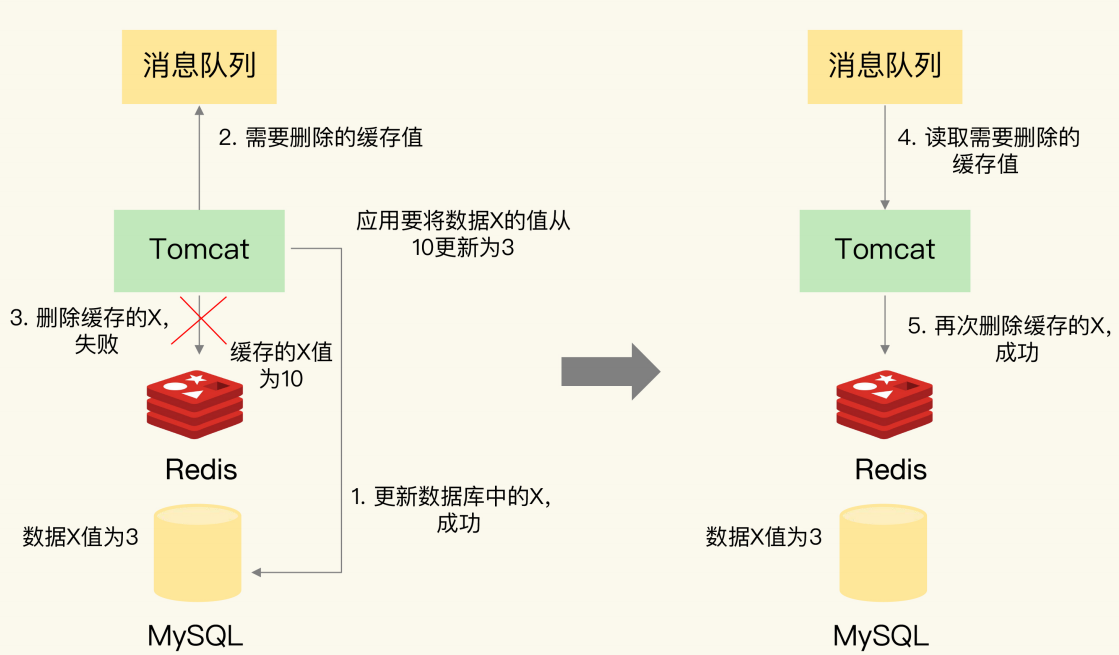 消息队列
2. 需要删除的缓存值
Tomcat
应用要将数据X的值从
10更新为3
3. 删除缓存的X，
失败
缓存的X值
为10
Redis
1. 更新数据库中的X，
成功
数据X值为3
MySQL
消息队列
4. 读取需要删除的
缓存值
Tomcat
5. 再次删除缓存的X，
成功
Redis
数据X值为3
MySQL